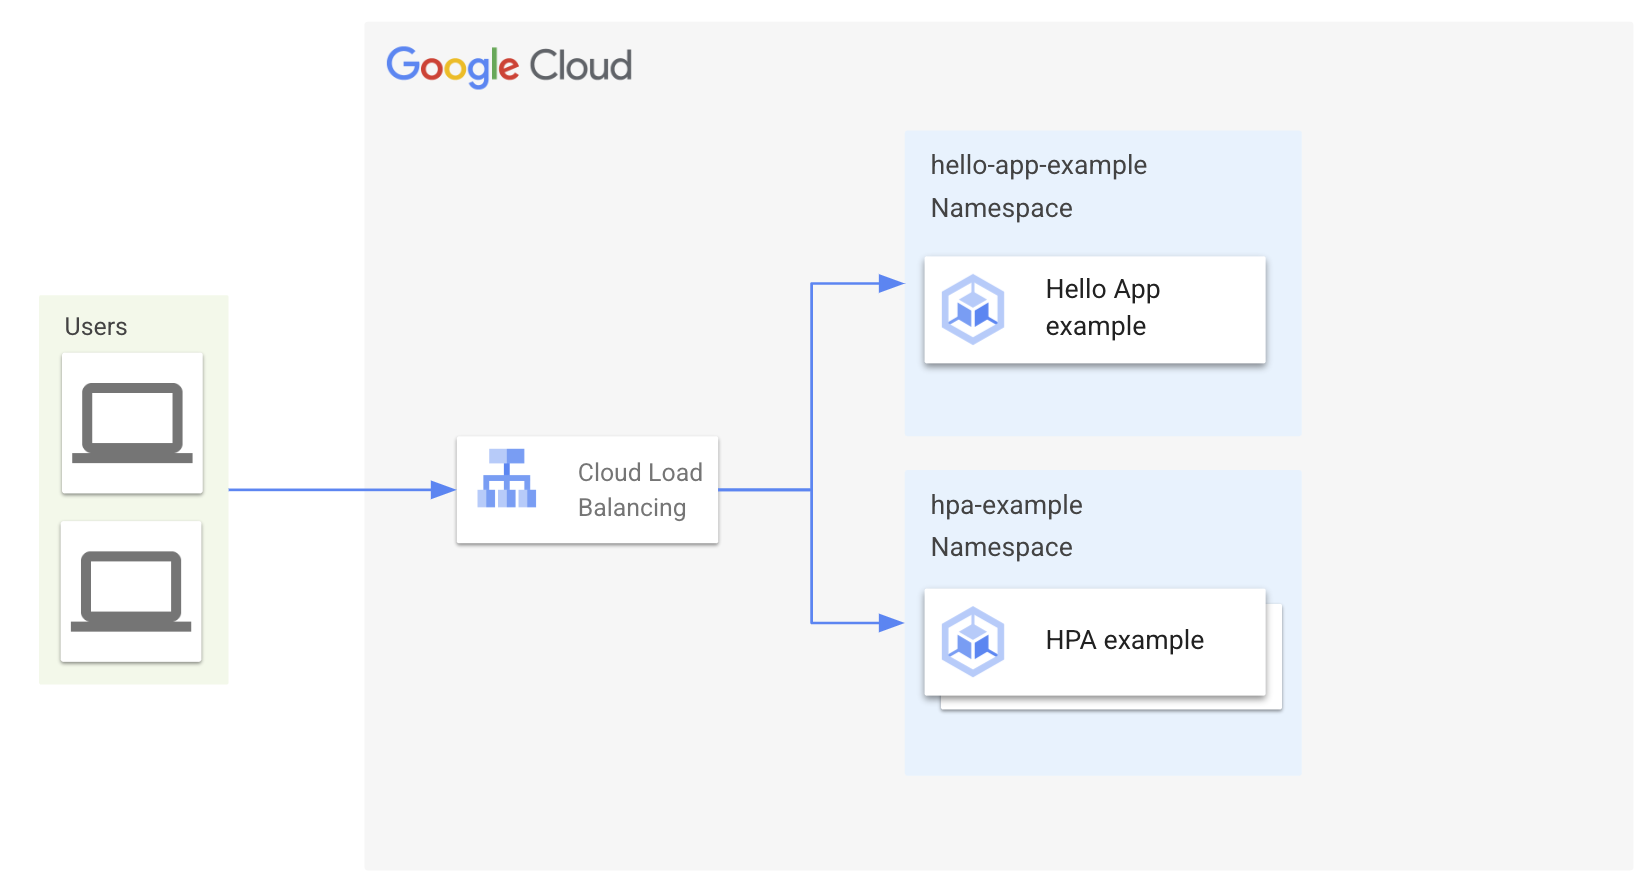 Google Cloud
Users
Cloud Load
Balancing
hello-app-example
Namespace
Hello App
example
hpa-example
Namespace
HPA example